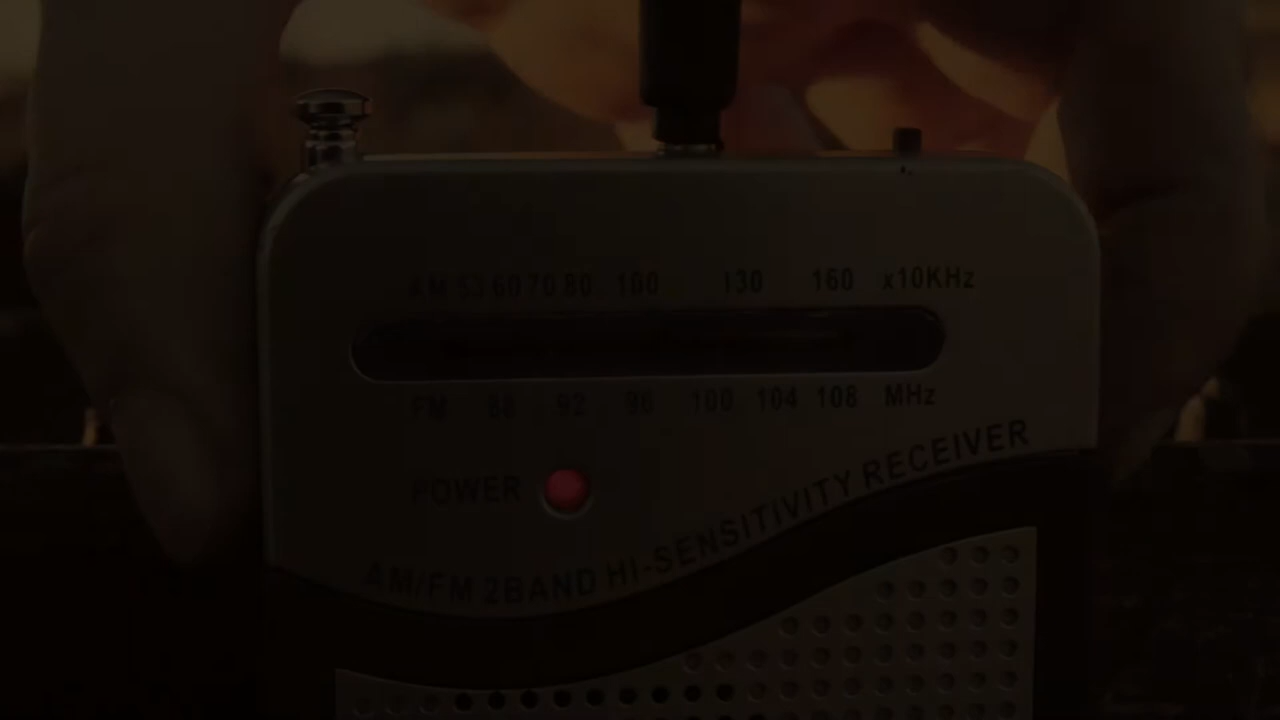 AM 53 60 70 80 100 130 160 x10KHz
FM 88 92 96 100 104 108 MHz
POWER
AM/FM 2BAND HI-SENSITIVITY RECEIVER